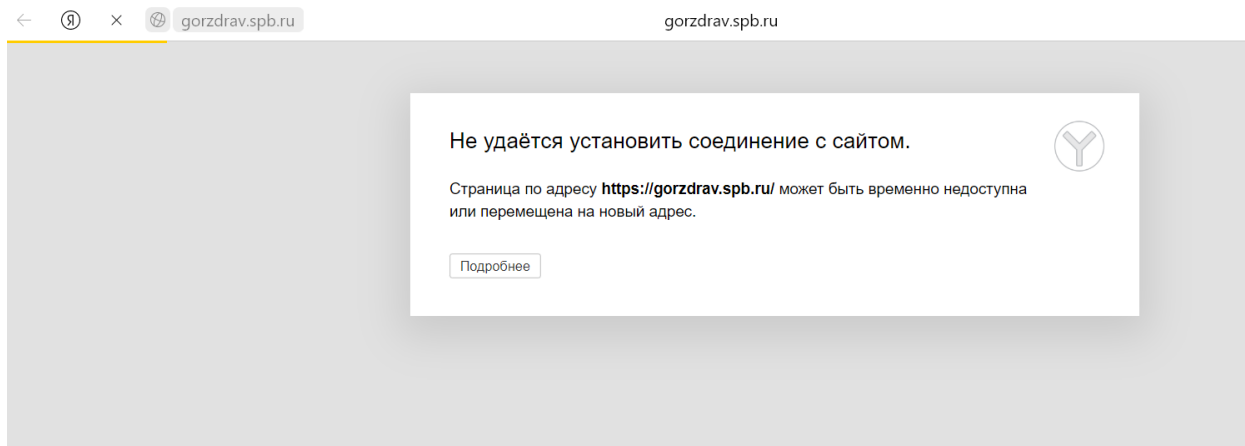 gorzdrav.spb.ru gorzdrav.spb.ru
Не удаётся установить соединение с сайтом.
Страница по адресу https://gorzdrav.spb.ru/ может быть временно недоступна
или перемещена на новый адрес.
Подробнее